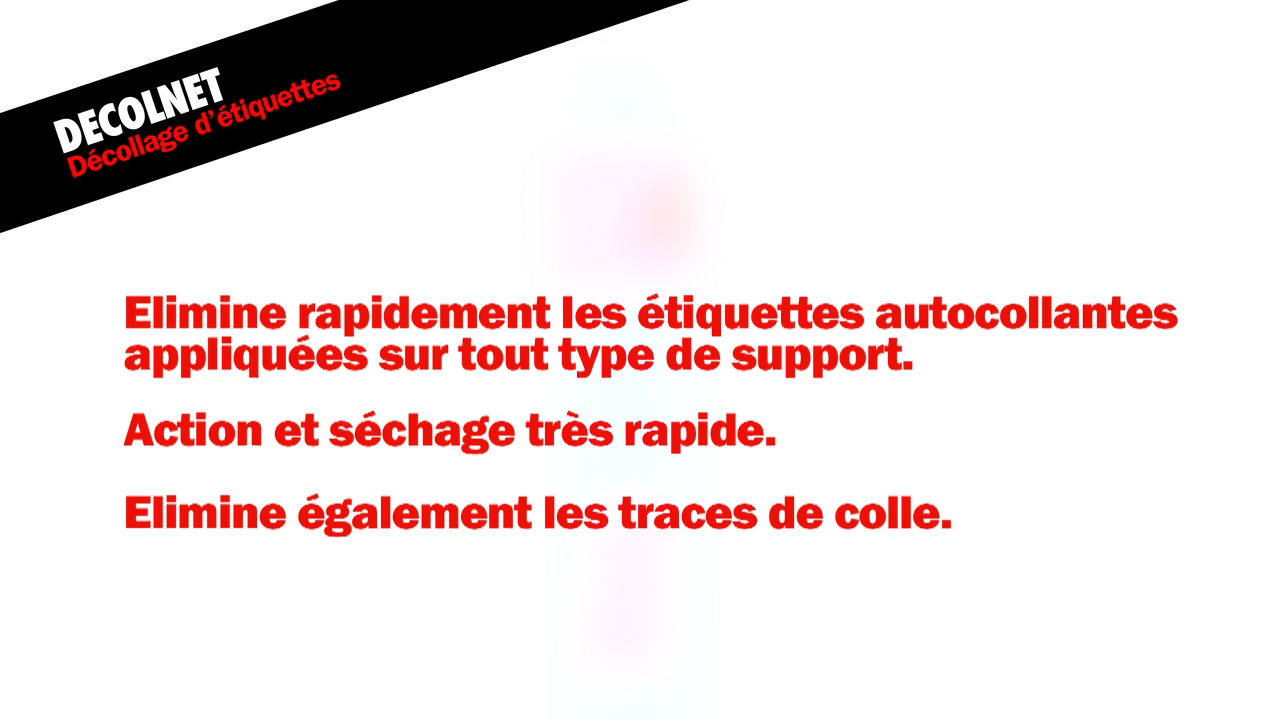 DECOLNET
Décollage d'étiquettes
Elimine rapidement les étiquettes autocollantes
appliquées sur tout type de support.
Action et séchage très rapide.
Elimine également les traces de colle.